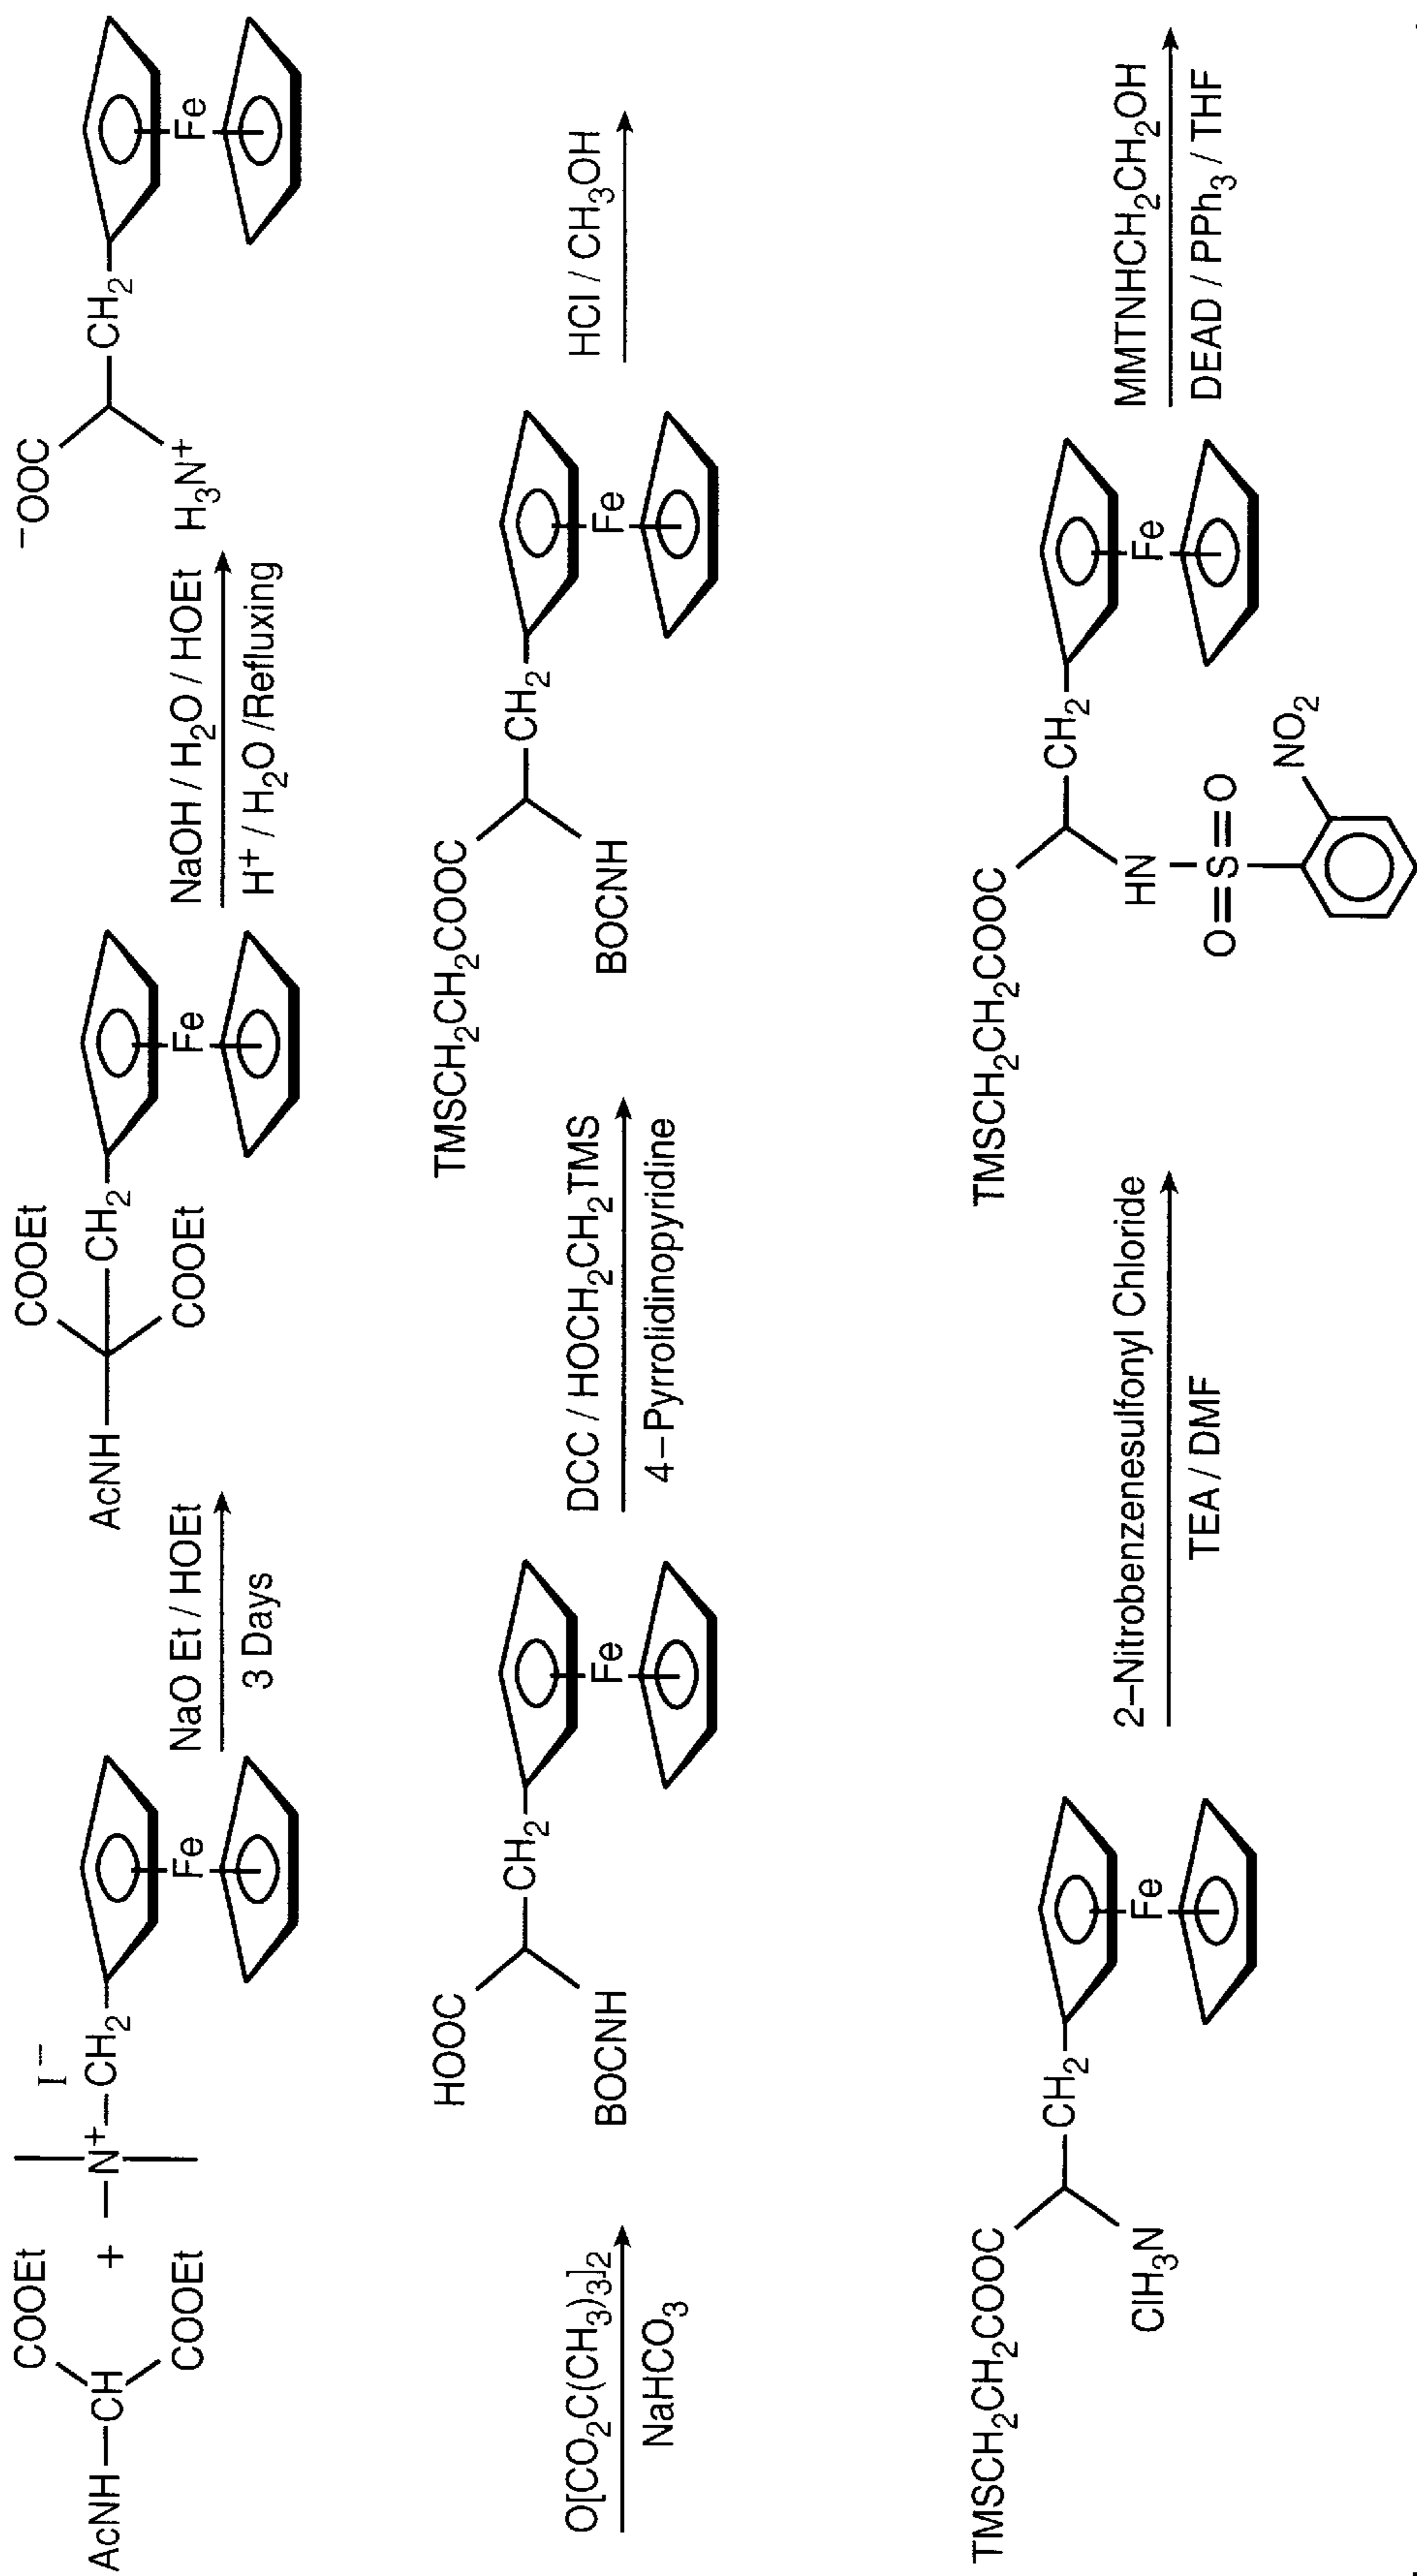 AcNH—CH
COOEt
COOEt
+
—N⁺—CH₂
I⁻
Fe
NaO Et / HOEt
3 Days
AcNH
COOEt
CH₂
COOEt
Fe
NaOH / H₂O / HOEt
H⁺ / H₂O /Refluxing
⁻OOC
H₃N⁺
CH₂
Fe
O[CO₂C(CH₃)₃]₂
NaHCO₃
HOOC
BOCNH
CH₂
Fe
DCC / HOCH₂CH₂TMS
4–Pyrrolidinopyridine
TMSCH₂CH₂COOC
BOCNH
CH₂
Fe
HCl / CH₃OH
TMSCH₂CH₂COOC
ClH₃N
CH₂
Fe
2–Nitrobenzenesulfonyl Chloride
TEA / DMF
TMSCH₂CH₂COOC
HN
CH₂
Fe
O=S=O
NO₂
MMTNHCH₂CH₂OH
DEAD / PPh₃ / THF